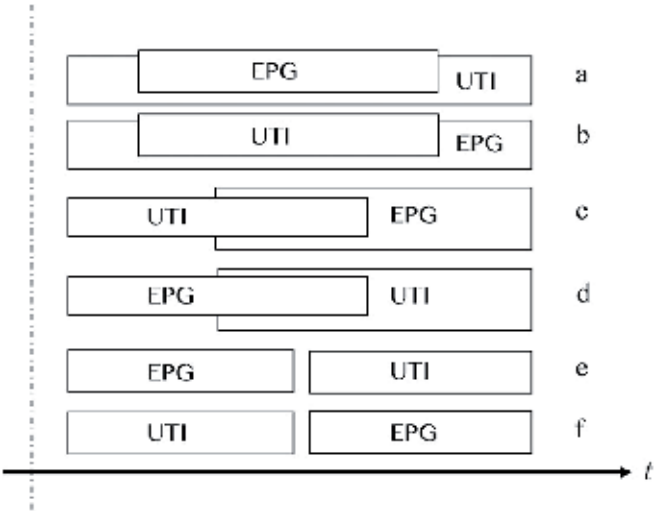 EPG UTI a
UTI EPG b
UTI EPG c
EPG UTI d
EPG UTI e
UTI EPG f
t